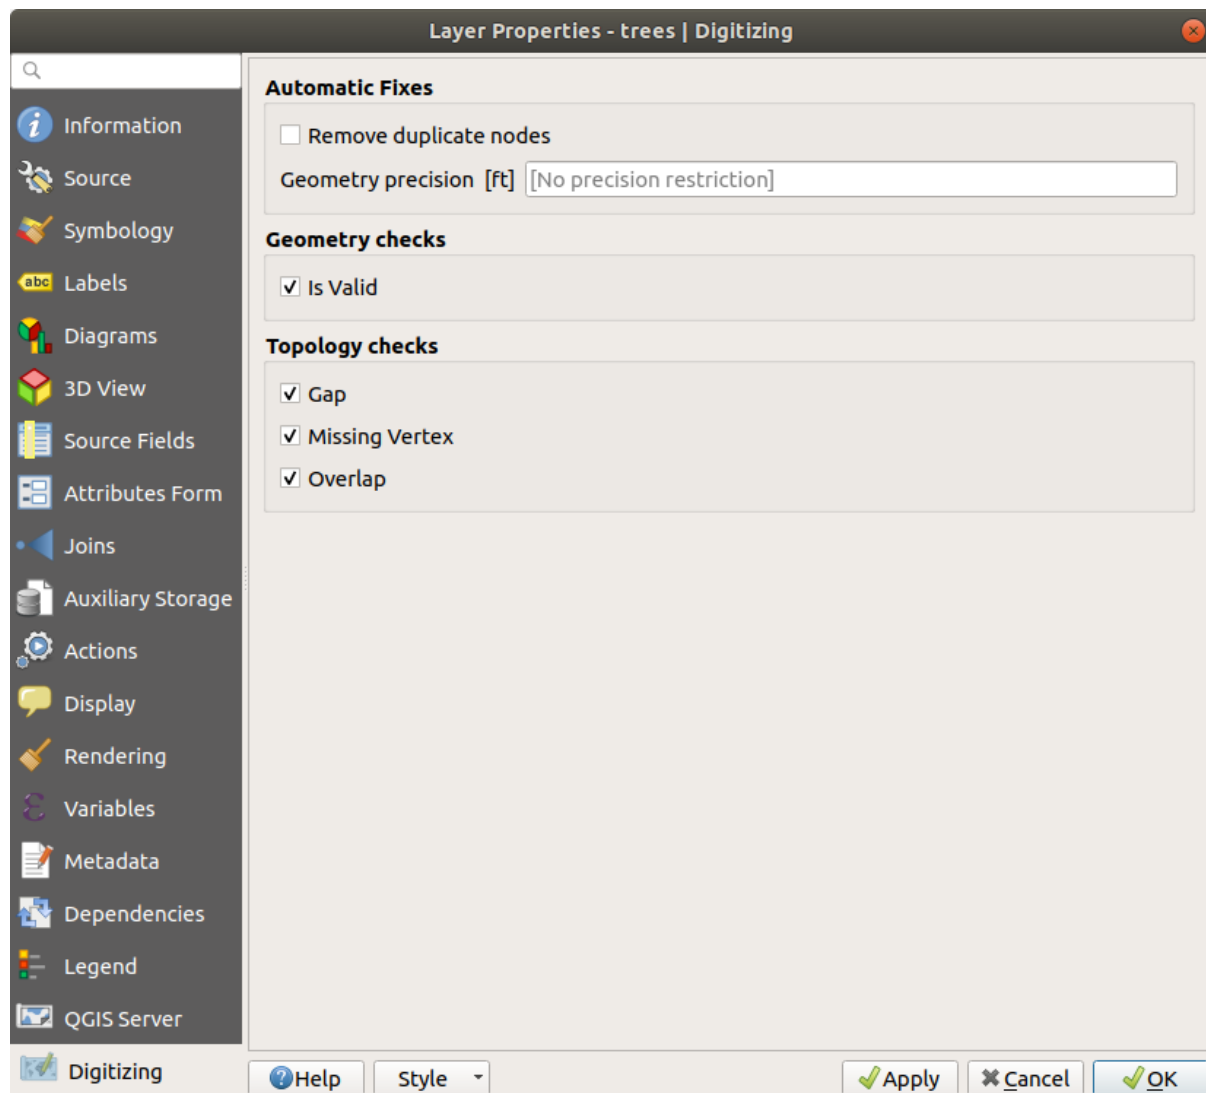 Layer Properties - trees | Digitizing
Information
Source
Symbology
abc Labels
Diagrams
3D View
Source Fields
Attributes Form
Joins
Auxiliary Storage
Actions
Display
Rendering
Variables
Metadata
Dependencies
Legend
QGIS Server
Digitizing
Automatic Fixes
Remove duplicate nodes
Geometry precision [ft] [No precision restriction]
Geometry checks
Is Valid
Topology checks
Gap
Missing Vertex
Overlap
Help Style Apply Cancel OK